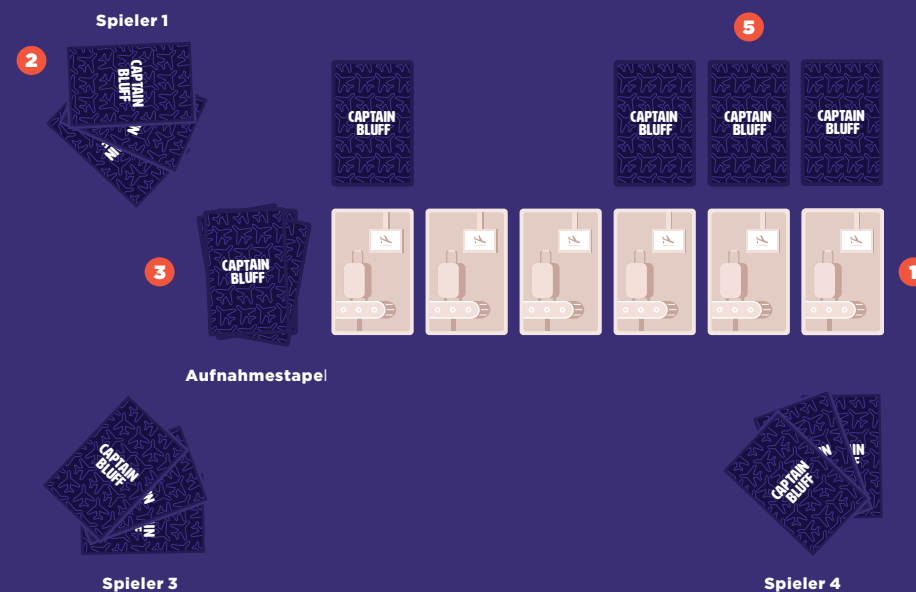 Spieler 1
5
2
CAPTAIN
BLUFF
CAPTAIN
BLUFF
CAPTAIN
BLUFF
CAPTAIN
BLUFF
CAPTAIN
BLUFF
3
CAPTAIN
BLUFF
1
Aufnahmestapel
CAPTAIN
BLUFF
CAPTAIN
BLUFF
IN
Spieler 3
Spieler 4